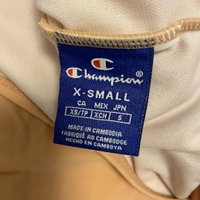 Champion
X-SMALL
CA MEX JPN
XS/TP XCH S
MADE IN CAMBODIA
FABRIQUÉ AU CAMBODGE
HECHO EN CAMBOYA